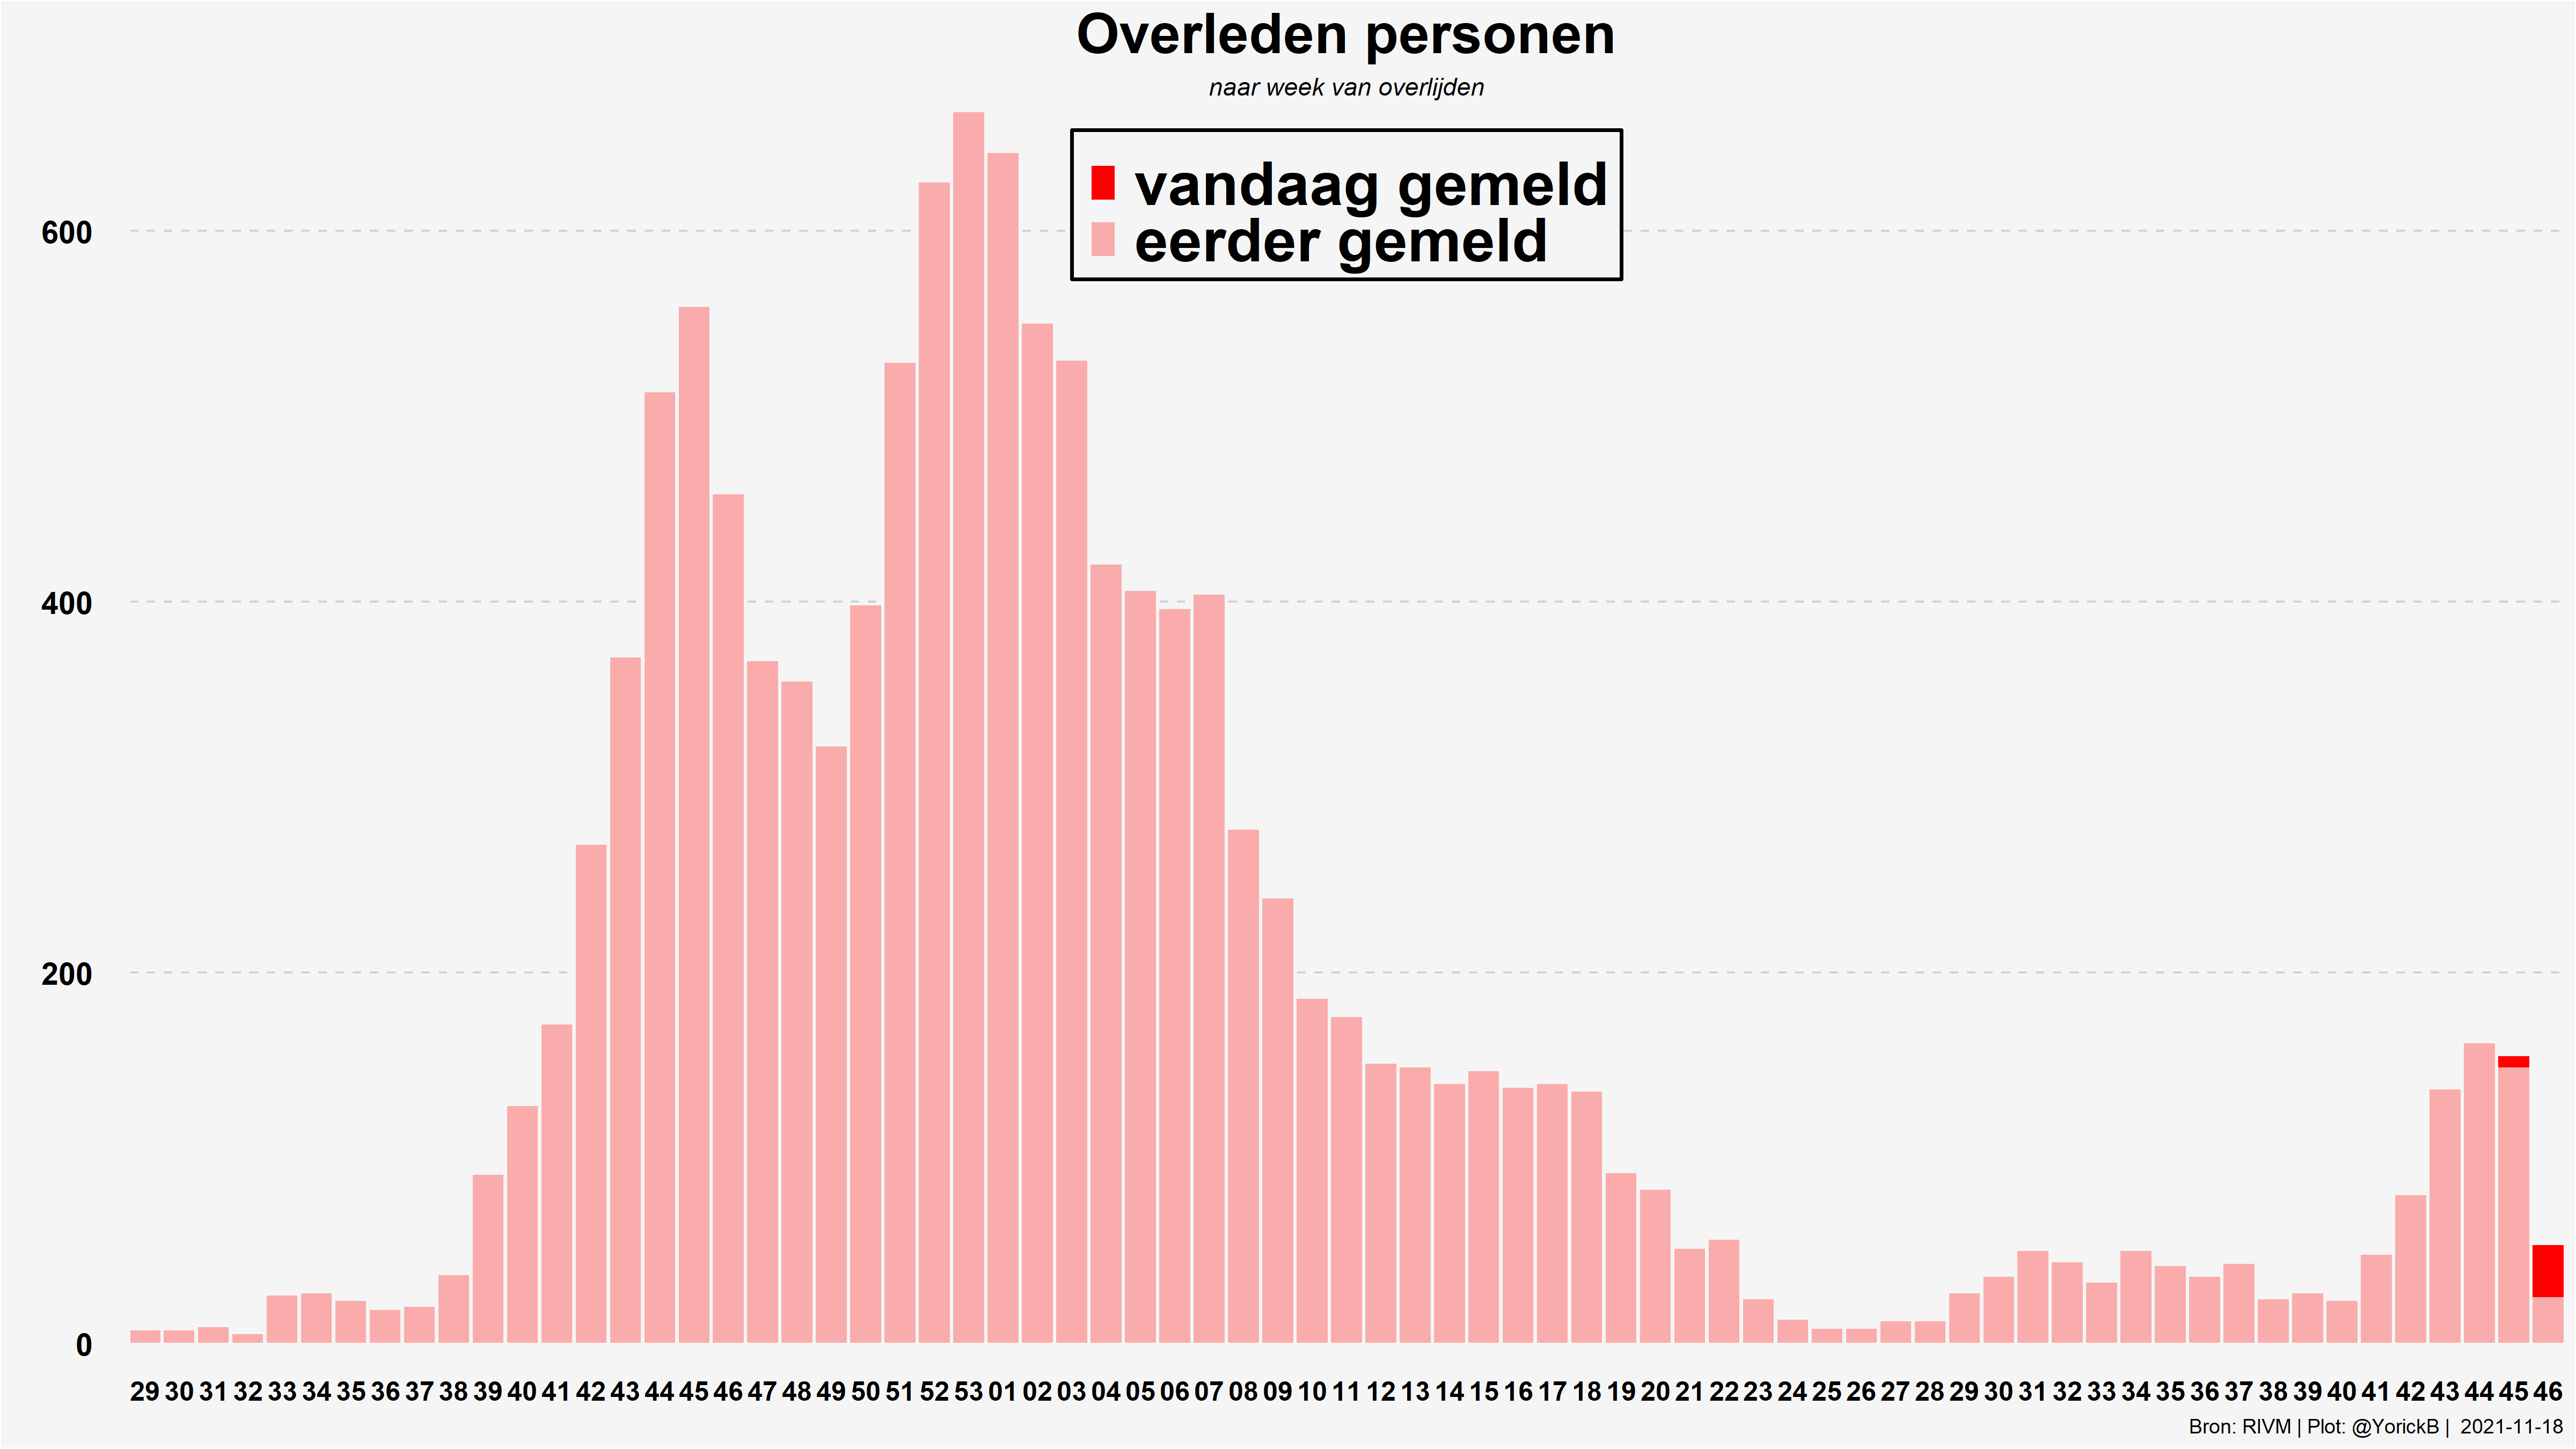 Overleden personen
naar week van overlijden
vandaag gemeld
eerder gemeld
600
400
200
0
29 30 31 32 33 34 35 36 37 38 39 40 41 42 43 44 45 46 47 48 49 50 51 52 53 01 02 03 04 05 06 07 08 09 10 11 12 13 14 15 16 17 18 19 20 21 22 23 24 25 26 27 28 29 30 31 32 33 34 35 36 37 38 39 40 41 42 43 44 45 46
Bron: RIVM | Plot: @YorickB | 2021-11-18